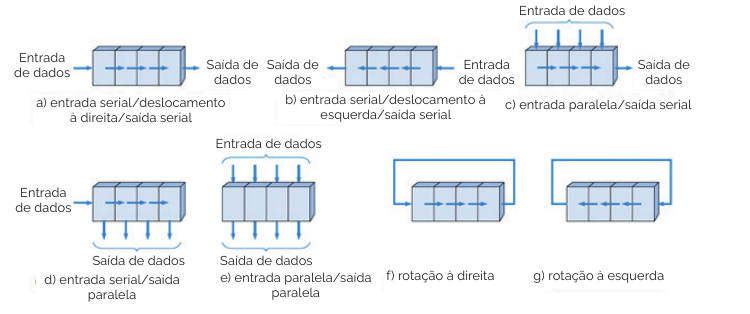 Entrada
de dados
Saída de
dados
a) entrada serial/deslocamento
à direita/saída serial
Saída de
dados
Entrada
de dados
b) entrada serial/deslocamento à
esquerda/saída serial
Entrada de dados
Saída de
dados
c) entrada paralela/saída serial
Entrada
de dados
Saída de dados
d) entrada serial/saída
paralela
Entrada de dados
Saida de dados
e) entrada paralela/saída
paralela
f) rotação à direita
g) rotação à esquerda